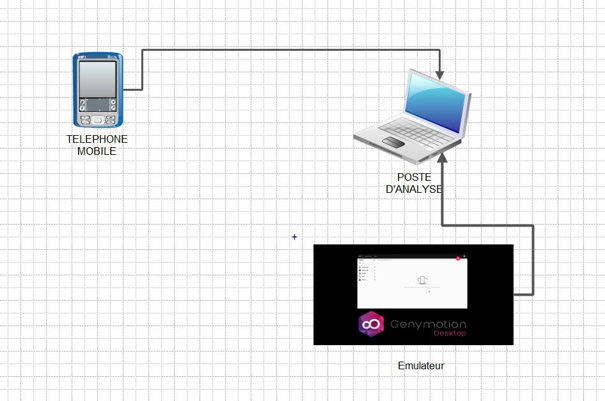 TELEPHONE
MOBILE
POSTE
D'ANALYSE
Genymotion
Desktop
Emulateur